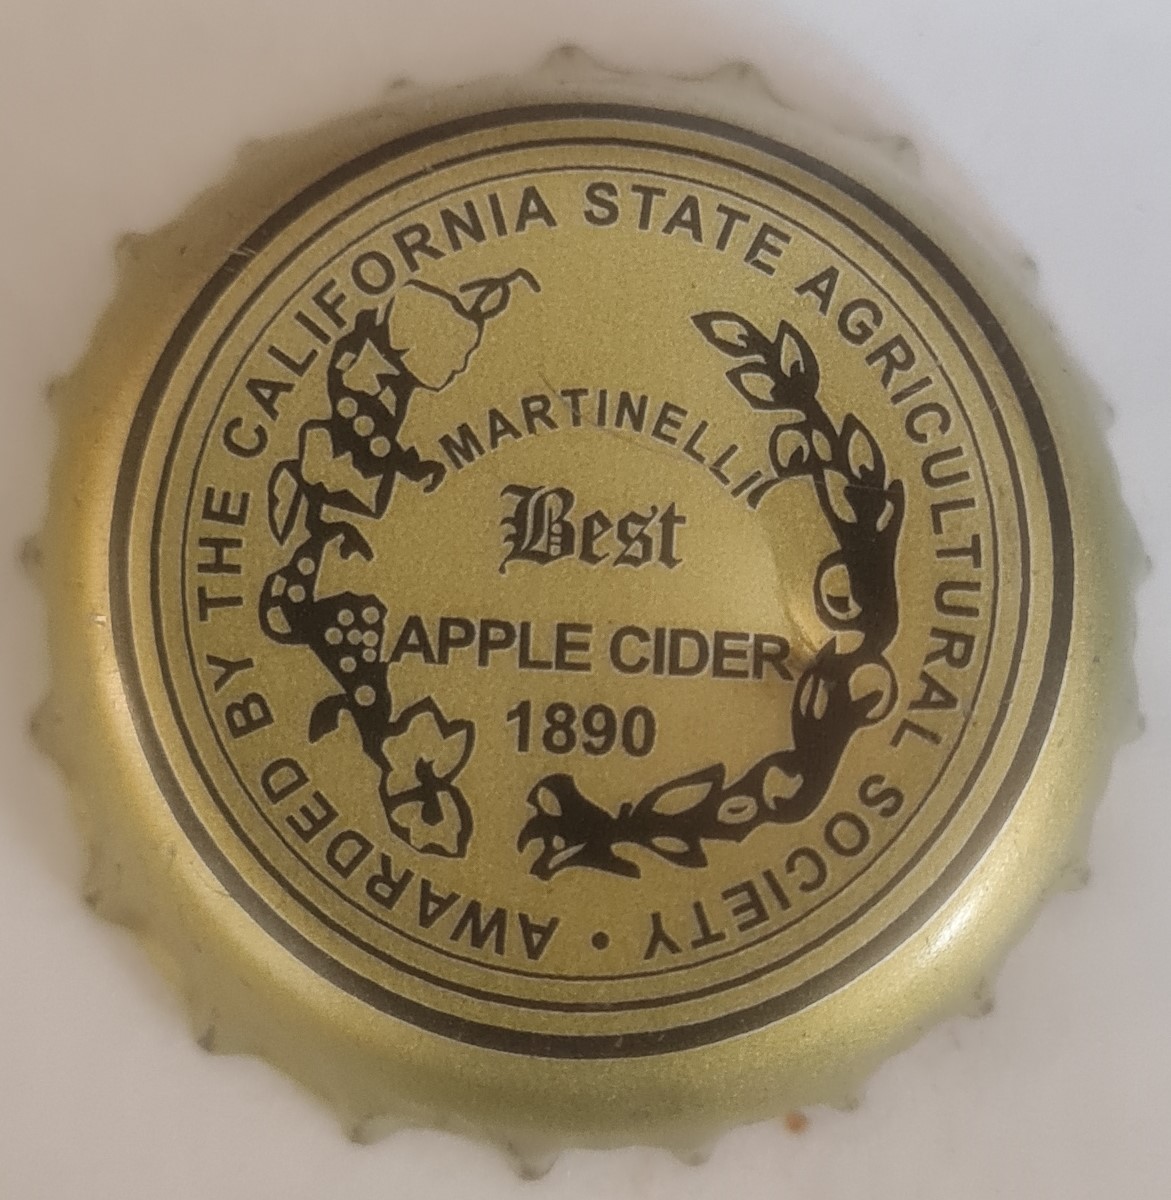 AWARDED BY THE CALIFORNIA STATE AGRICULTURAL SOCIETY •
MARTINELLI
Best
APPLE CIDER
1890